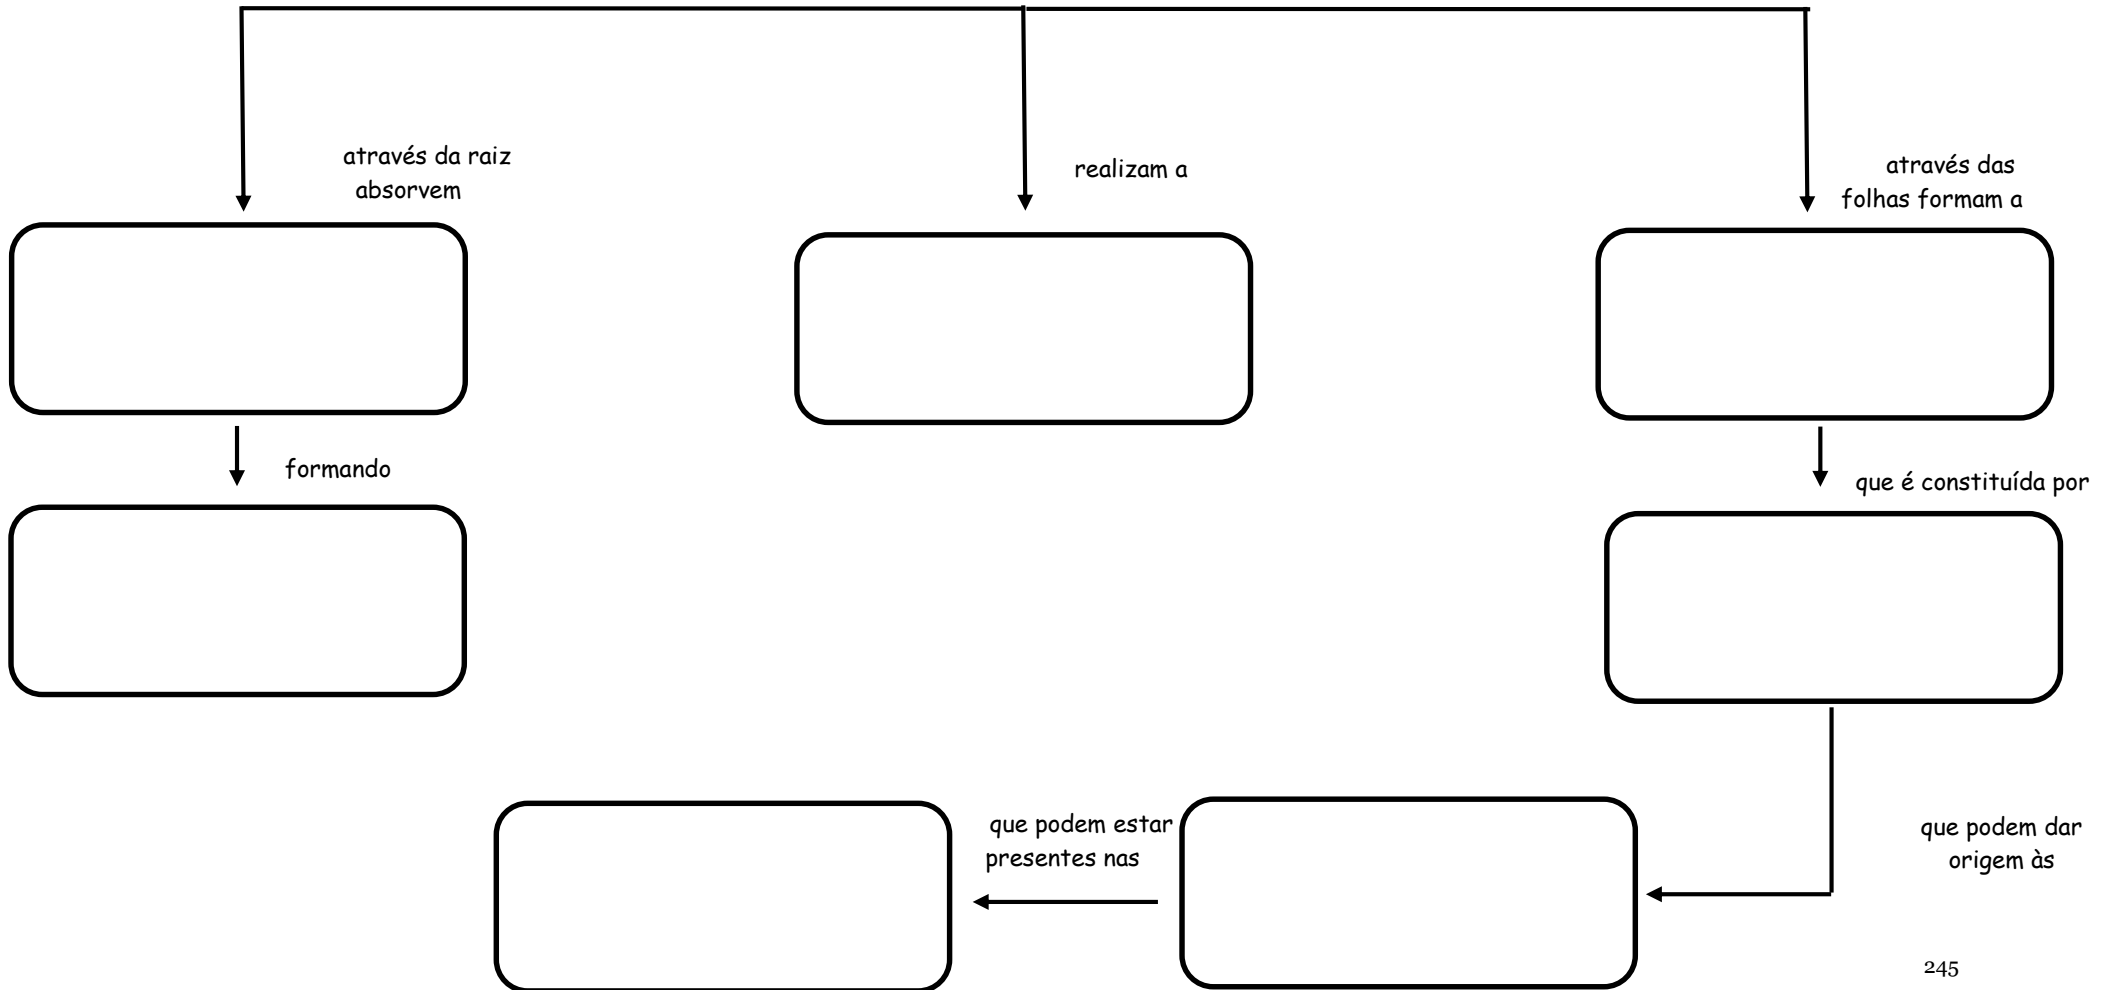 através da raiz
absorvem
realizam a
através das
folhas formam a
formando
que é constituída por
que podem estar
presentes nas
que podem dar
origem às
245